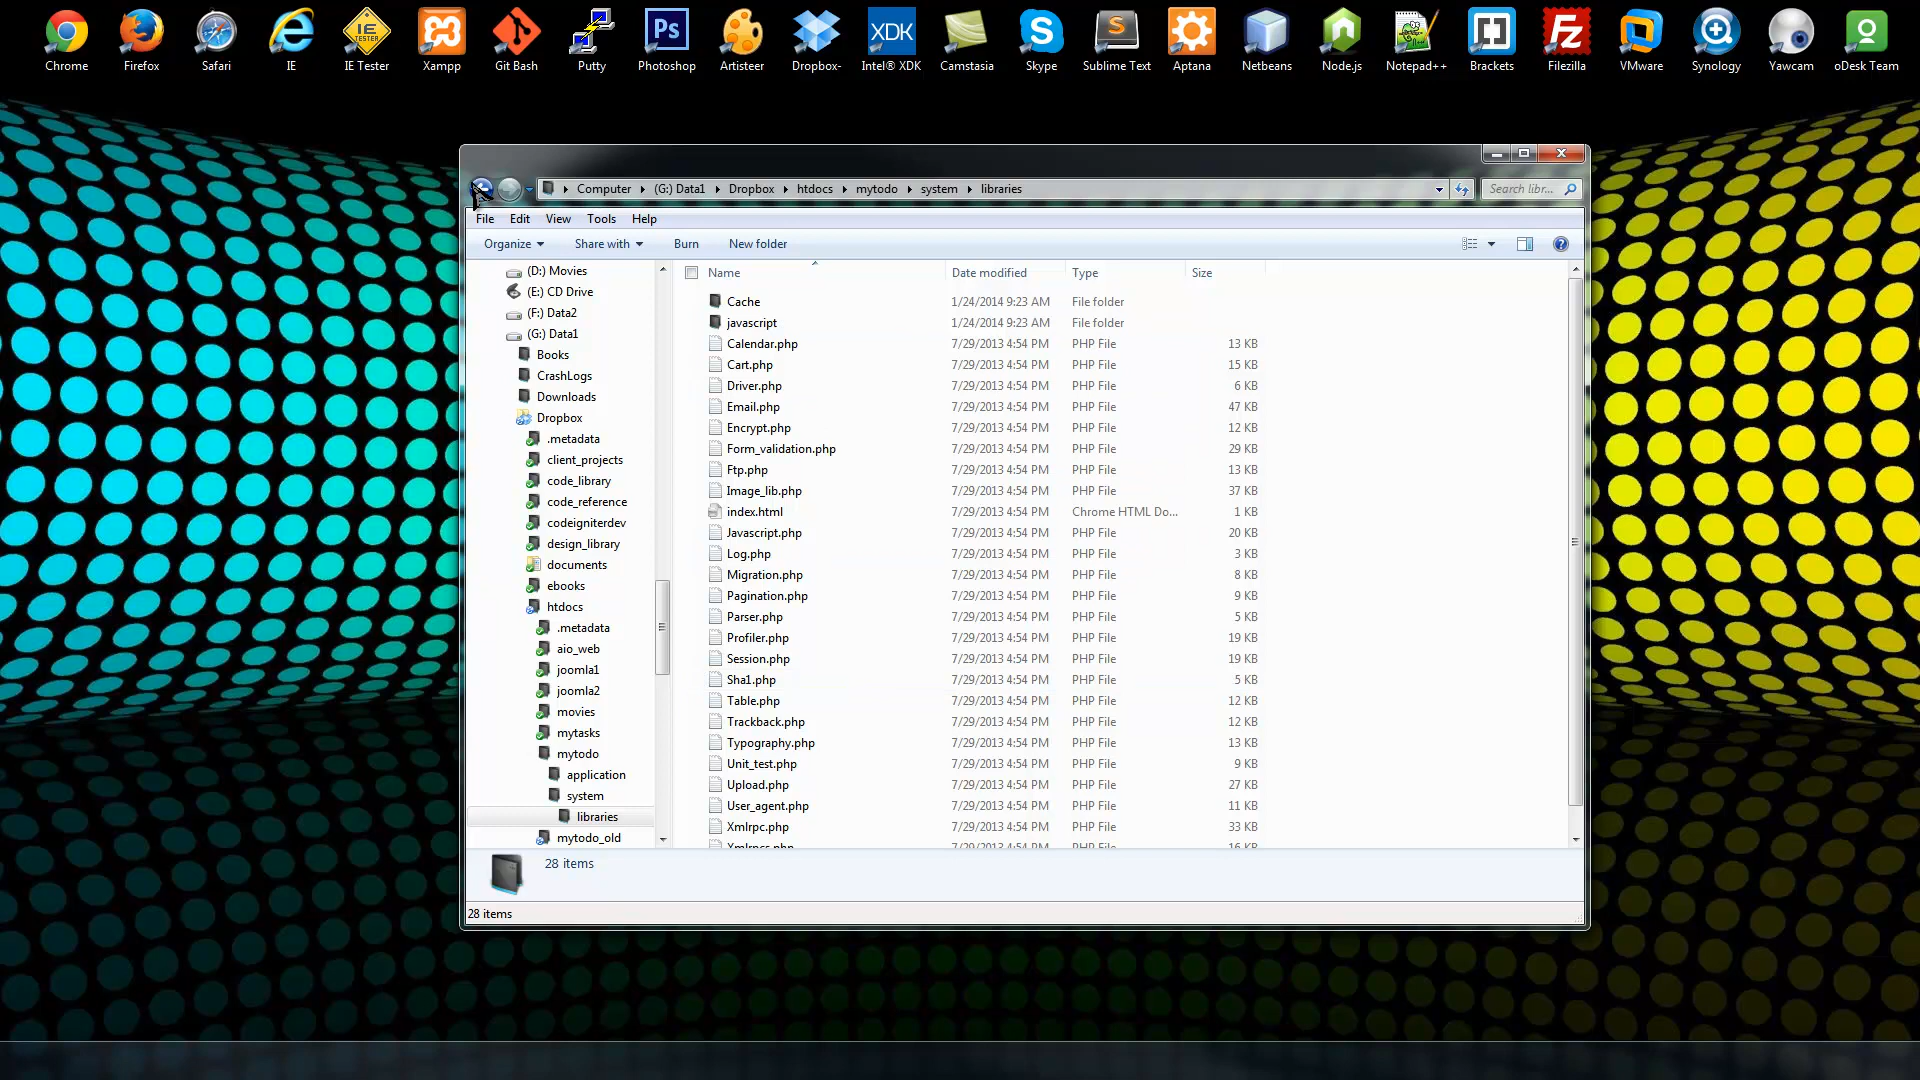 Chrome Firefox Safari IE IE Tester Xampp Git Bash Putty Photoshop Artisteer Dropbox- Intel® XDK Camstasia Skype Sublime Text Aptana Netbeans Node.js Notepad++ Brackets Filezilla VMware Synology Yawcam oDesk Team
Computer (G:) Data1 Dropbox htdocs mytodo system libraries Search libr...
File Edit View Tools Help
Organize Share with Burn New folder
Name Date modified Type Size
(D:) Movies
(E:) CD Drive
(F:) Data2
(G:) Data1
Books
CrashLogs
Downloads
Dropbox
.metadata
client_projects
code_library
code_reference
codeigniterdev
design_library
documents
ebooks
htdocs
.metadata
aio_web
joomla1
joomla2
movies
mytasks
mytodo
application
system
libraries
mytodo_old
Cache 1/24/2014 9:23 AM File folder
javascript 1/24/2014 9:23 AM File folder
Calendar.php 7/29/2013 4:54 PM PHP File 13 KB
Cart.php 7/29/2013 4:54 PM PHP File 15 KB
Driver.php 7/29/2013 4:54 PM PHP File 6 KB
Email.php 7/29/2013 4:54 PM PHP File 47 KB
Encrypt.php 7/29/2013 4:54 PM PHP File 12 KB
Form_validation.php 7/29/2013 4:54 PM PHP File 29 KB
Ftp.php 7/29/2013 4:54 PM PHP File 13 KB
Image_lib.php 7/29/2013 4:54 PM PHP File 37 KB
index.html 7/29/2013 4:54 PM Chrome HTML Do... 1 KB
Javascript.php 7/29/2013 4:54 PM PHP File 20 KB
Log.php 7/29/2013 4:54 PM PHP File 3 KB
Migration.php 7/29/2013 4:54 PM PHP File 8 KB
Pagination.php 7/29/2013 4:54 PM PHP File 9 KB
Parser.php 7/29/2013 4:54 PM PHP File 5 KB
Profiler.php 7/29/2013 4:54 PM PHP File 19 KB
Session.php 7/29/2013 4:54 PM PHP File 19 KB
Sha1.php 7/29/2013 4:54 PM PHP File 5 KB
Table.php 7/29/2013 4:54 PM PHP File 12 KB
Trackback.php 7/29/2013 4:54 PM PHP File 12 KB
Typography.php 7/29/2013 4:54 PM PHP File 13 KB
Unit_test.php 7/29/2013 4:54 PM PHP File 9 KB
Upload.php 7/29/2013 4:54 PM PHP File 27 KB
User_agent.php 7/29/2013 4:54 PM PHP File 11 KB
Xmlrpc.php 7/29/2013 4:54 PM PHP File 33 KB
Xmlrpcs.php 7/29/2013 4:54 PM PHP File 16 KB
28 items
28 items